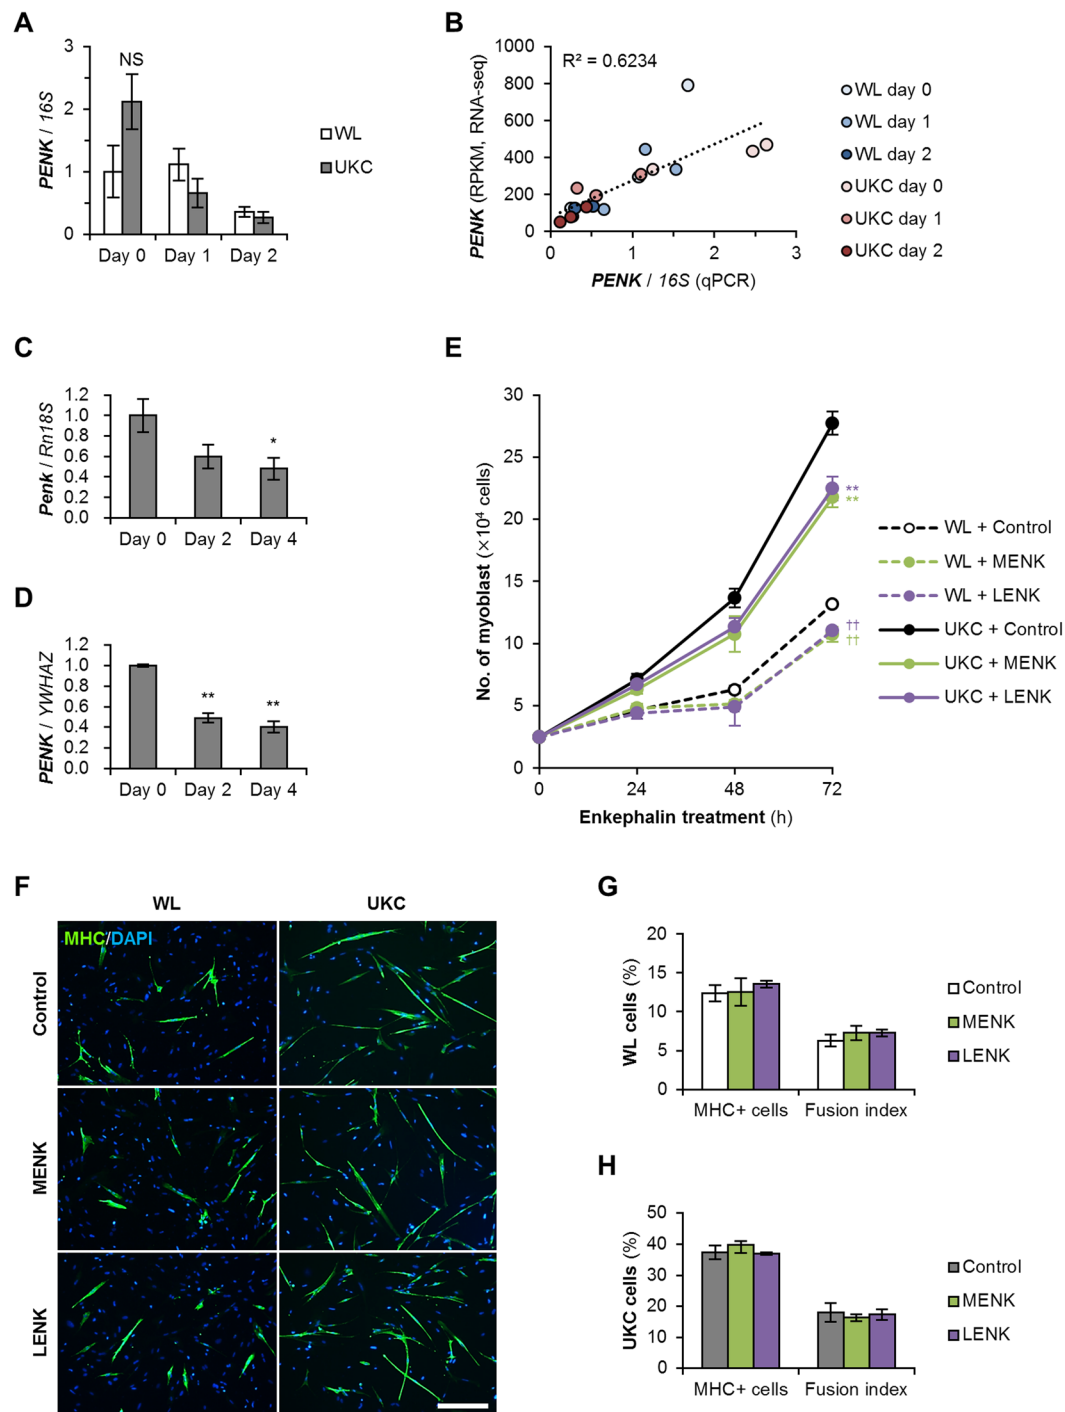 A
3
2
1
0
PENK / 16S
NS
Day 0
Day 1
Day 2
WL
UKC
B
1000
800
600
400
200
0
PENK (RPKM, RNA-seq)
R² = 0.6234
0
1
2
3
PENK / 16S (qPCR)
WL day 0
WL day 1
WL day 2
UKC day 0
UKC day 1
UKC day 2
C
1.2
1.0
0.8
0.6
0.4
0.2
0.0
Penk / Rn18S
*
Day 0
Day 2
Day 4
D
1.2
1.0
0.8
0.6
0.4
0.2
0.0
PENK / YWHAZ
**
**
Day 0
Day 2
Day 4
E
30
25
20
15
10
5
0
No. of myoblast (×10⁴ cells)
**
**
††
††
0
24
48
72
Enkephalin treatment (h)
WL + Control
WL + MENK
WL + LENK
UKC + Control
UKC + MENK
UKC + LENK
F
WL
UKC
MHC/DAPI
Control
MENK
LENK
G
20
15
10
5
0
WL cells (%)
MHC+ cells
Fusion index
Control
MENK
LENK
H
50
40
30
20
10
0
UKC cells (%)
MHC+ cells
Fusion index
Control
MENK
LENK